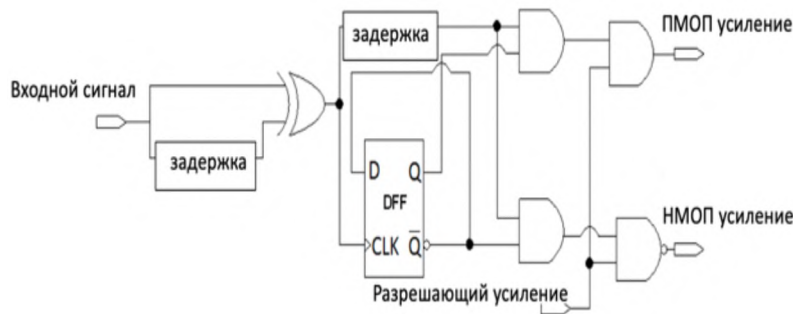 задержка
ПМОП усиление
Входной сигнал
задержка
D Q
DFF
CLK Q
НМОП усиление
Разрешающий усиление